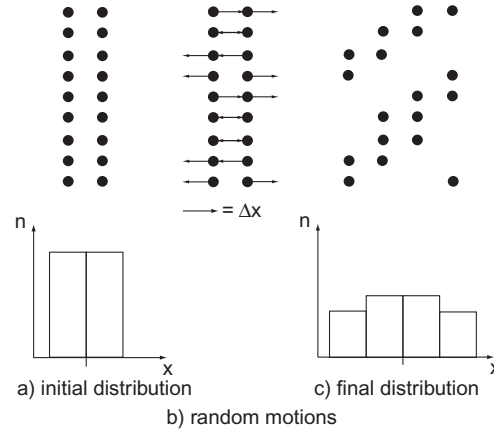 = Δx
n
x
a) initial distribution
n
x
c) final distribution
b) random motions